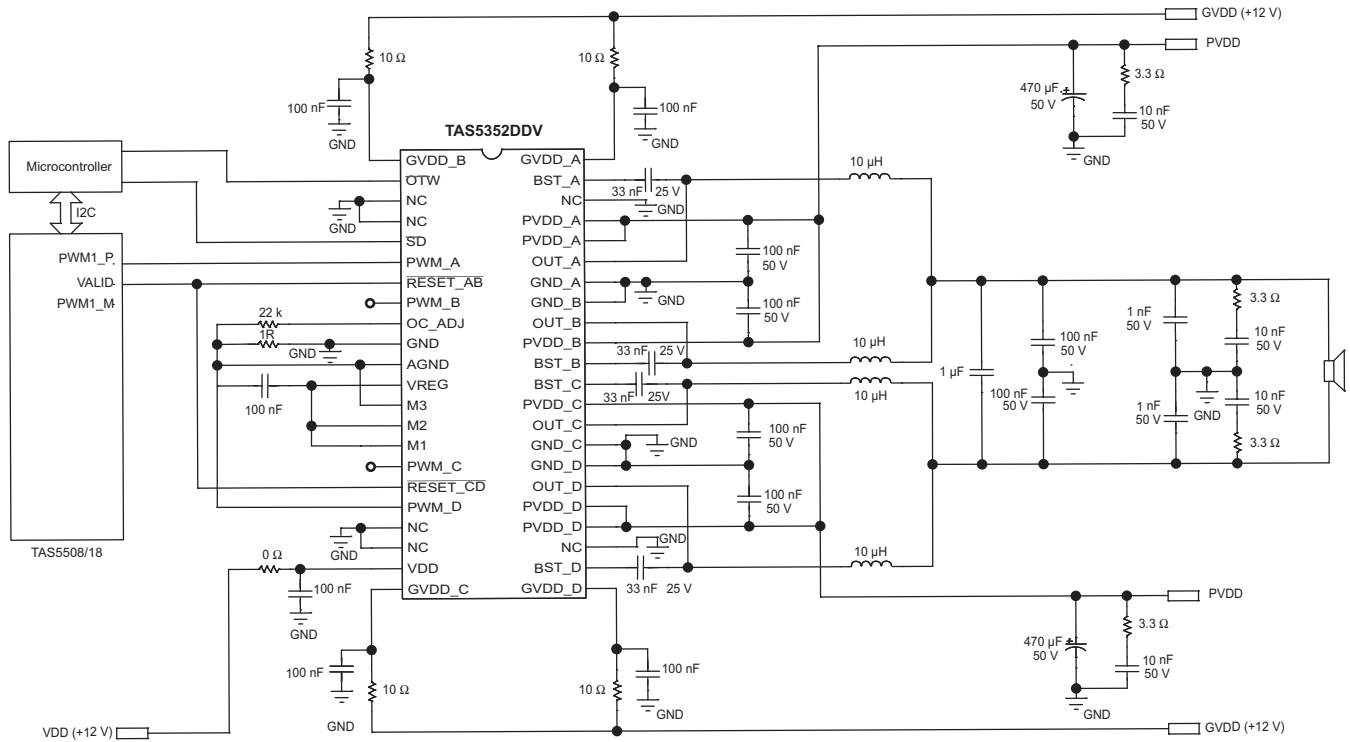 GVDD (+12 V)
PVDD
10 Ω
10 Ω
3.3 Ω
470 µF
50 V
10 nF
50 V
GND
100 nF
GND
100 nF
GND
TAS5352DDV
Microcontroller
I2C
PWM1_P
VALID
PWM1_M
TAS5508/18
GVDD_B
OTW
NC
NC
SD
PWM_A
RESET_AB
PWM_B
OC_ADJ
GND
AGND
VREG
M3
M2
M1
PWM_C
RESET_CD
PWM_D
NC
NC
VDD
GVDD_C
GVDD_A
BST_A
NC
PVDD_A
PVDD_A
OUT_A
GND_A
GND_B
OUT_B
PVDD_B
BST_B
BST_C
PVDD_C
OUT_C
GND_C
GND_D
OUT_D
PVDD_D
PVDD_D
NC
BST_D
GVDD_D
GND
22 k
1R
GND
100 nF
GND
0 Ω
100 nF
GND
33 nF 25 V
GND
100 nF
50 V
GND
100 nF
50 V
33 nF 25 V
33 nF 25V
100 nF
50 V
GND
100 nF
50 V
GND
33 nF 25 V
10 µH
10 µH
10 µH
10 µH
1 µF
100 nF
50 V
100 nF
50 V
1 nF
50 V
1 nF
50 V
GND
3.3 Ω
10 nF
50 V
10 nF
50 V
3.3 Ω
PVDD
3.3 Ω
470 µF
50 V
10 nF
50 V
GND
100 nF
10 Ω
GND
10 Ω
100 nF
GND
VDD (+12 V)
GVDD (+12 V)